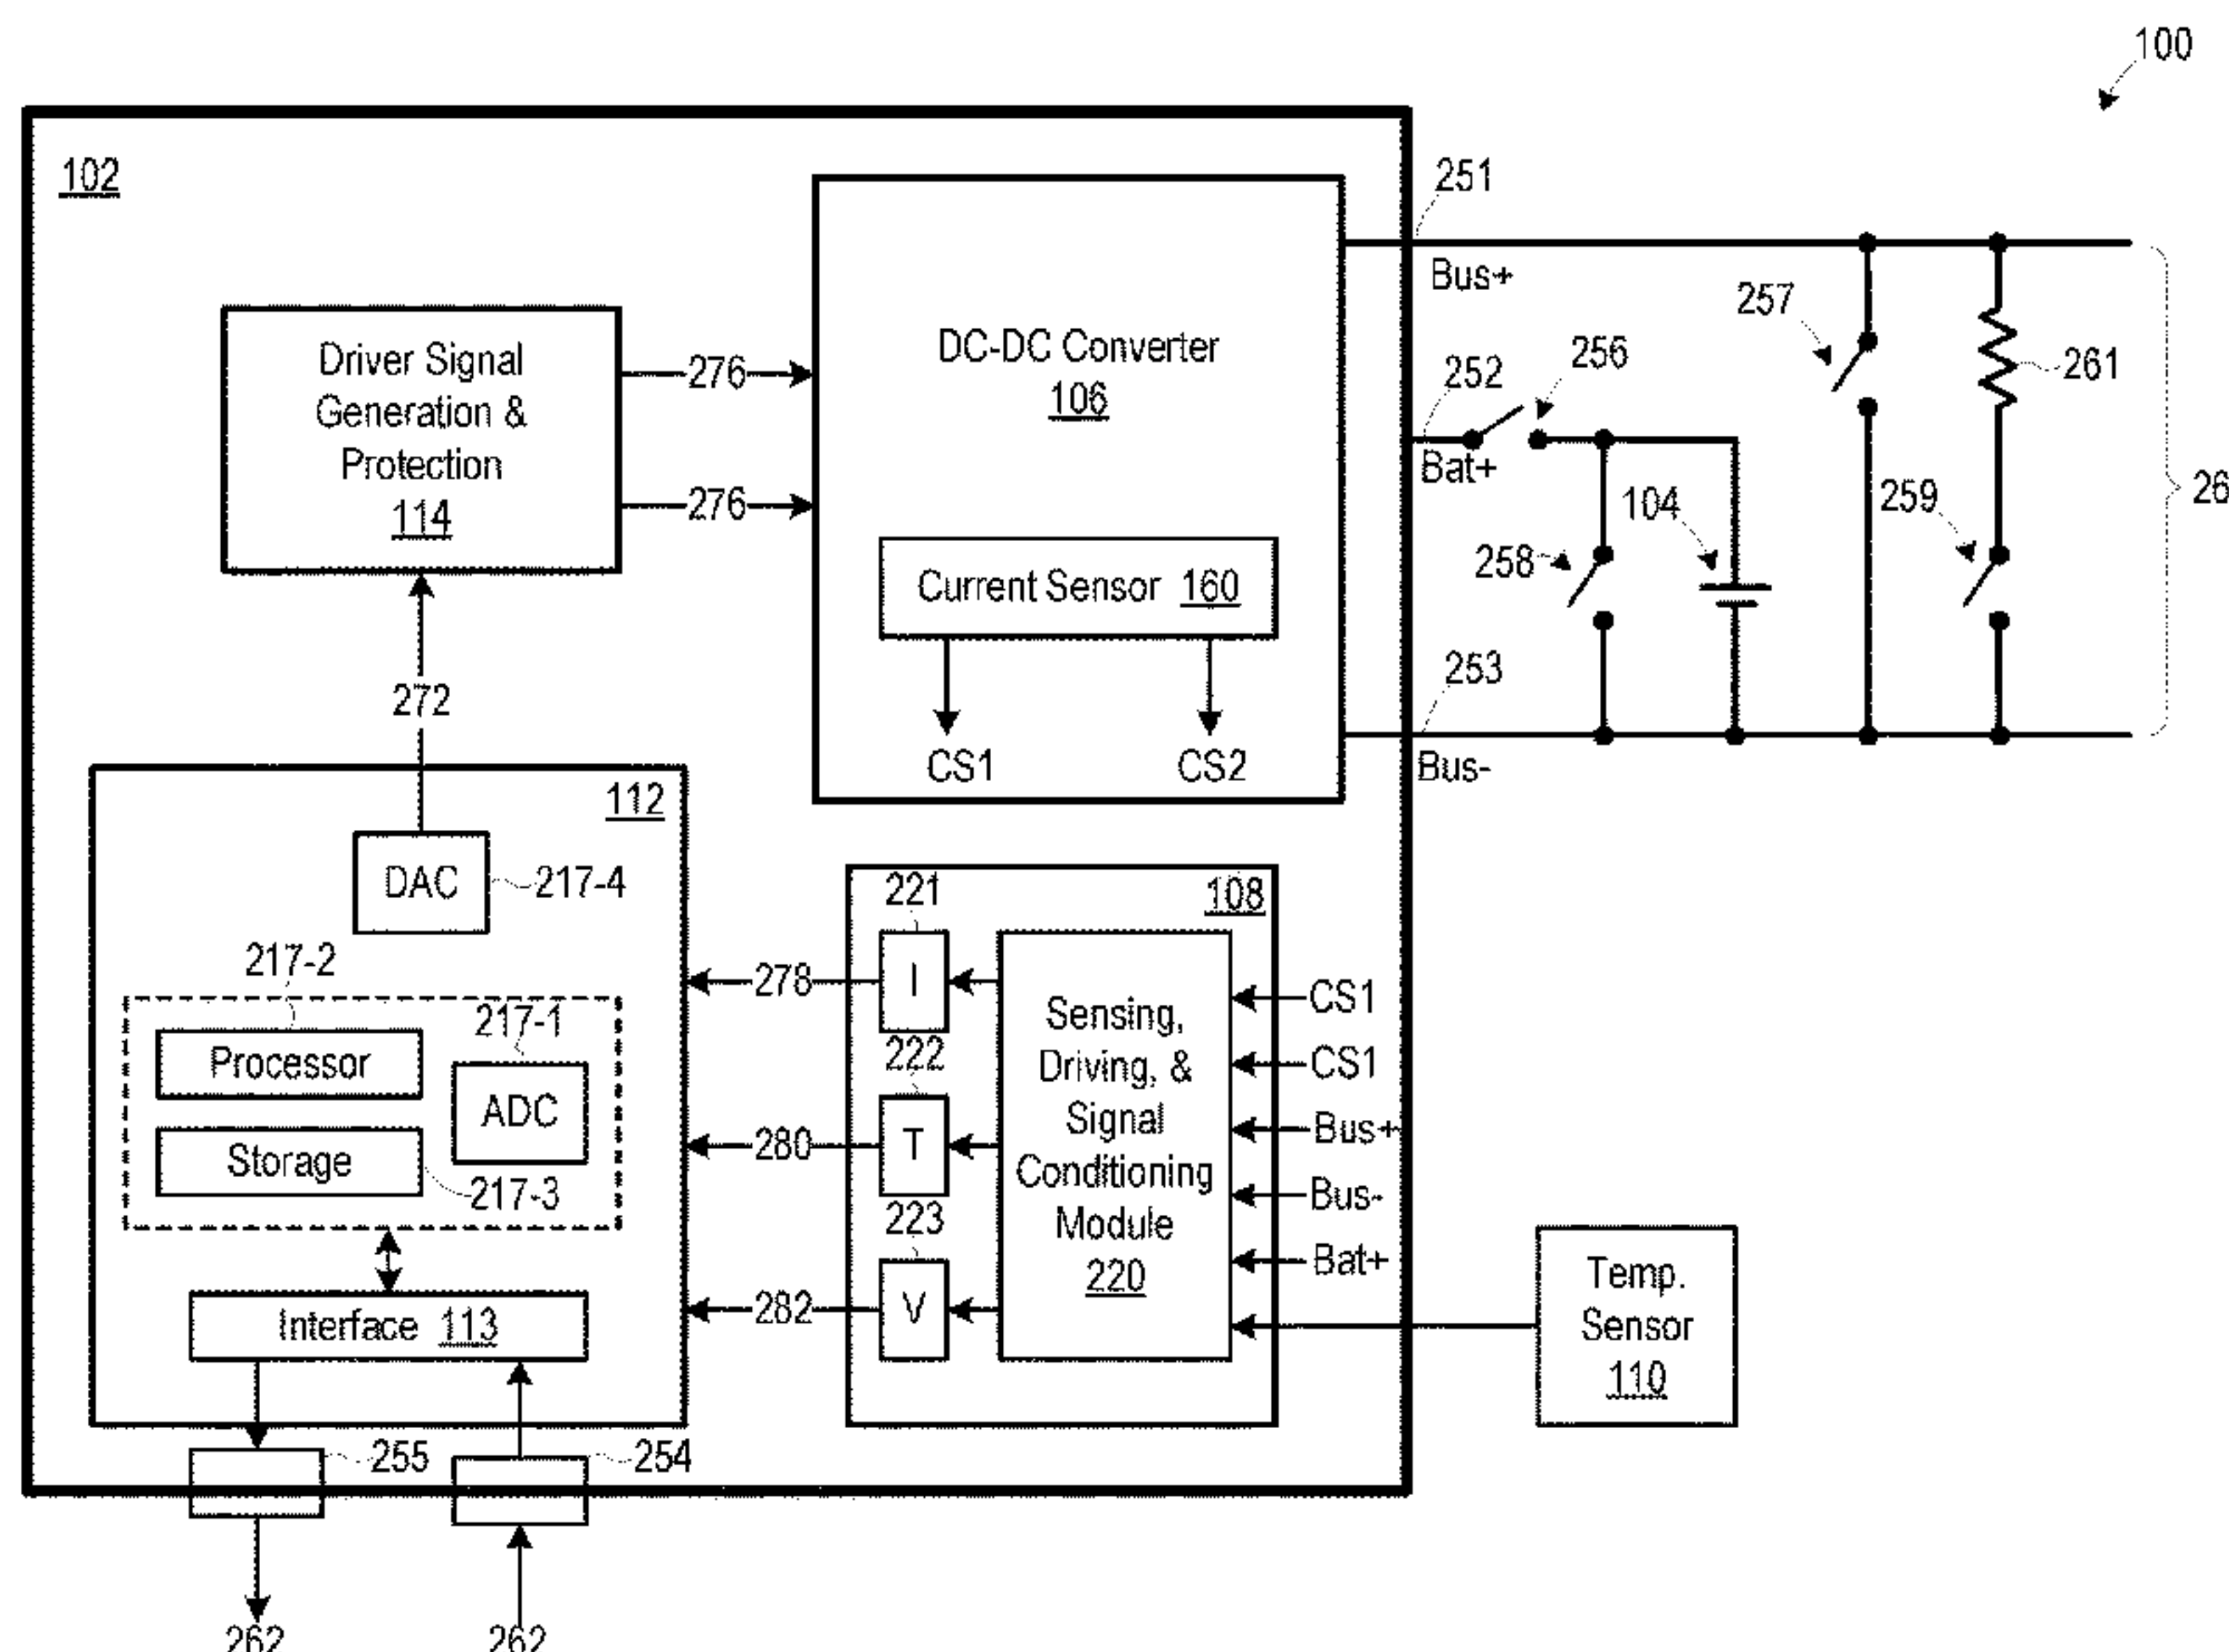 100
102
251
Bus+
Driver Signal
Generation &
Protection
114
276
276
DC-DC Converter
106
Current Sensor 160
CS1
CS2
252
Bat+
256
257
261
258
104
259
26
253
Bus-
272
112
DAC
217-4
217-2
217-1
Processor
ADC
Storage
217-3
Interface 113
278
280
282
108
221
I
222
T
223
V
Sensing,
Driving, &
Signal
Conditioning
Module
220
CS1
CS1
Bus+
Bus-
Bat+
Temp.
Sensor
110
255
254
262
262